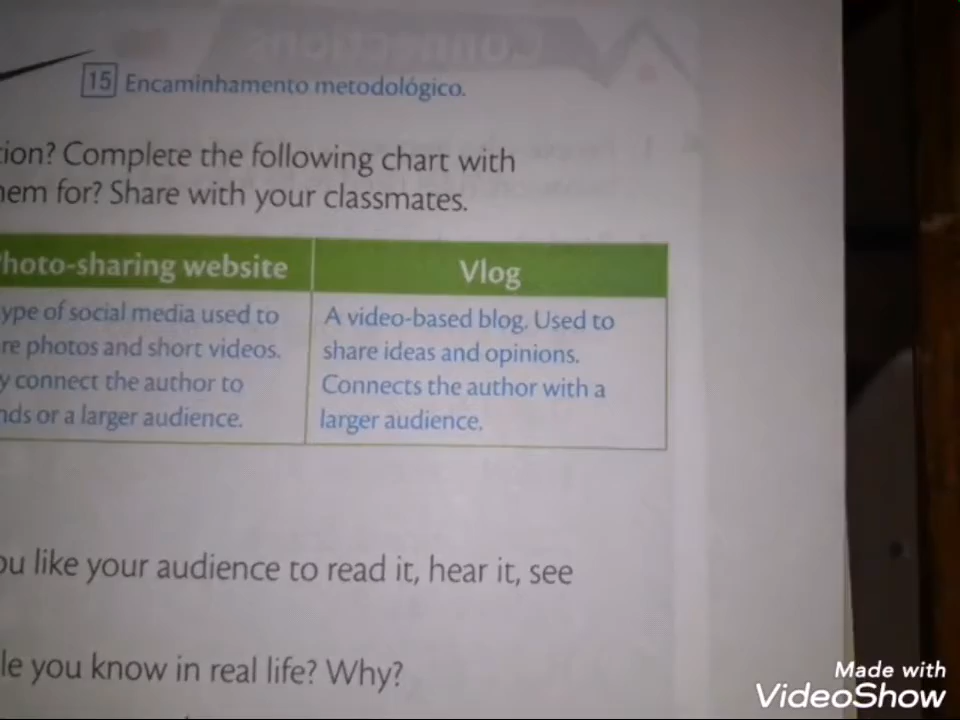 15 Encaminhamento metodológico.
tion? Complete the following chart with
hem for? Share with your classmates.
Photo-sharing website
Vlog
ype of social media used to
re photos and short videos.
y connect the author to
nds or a larger audience.
A video-based blog. Used to
share ideas and opinions.
Connects the author with a
larger audience.
ou like your audience to read it, hear it, see
le you know in real life? Why?
Made with
VideoShow